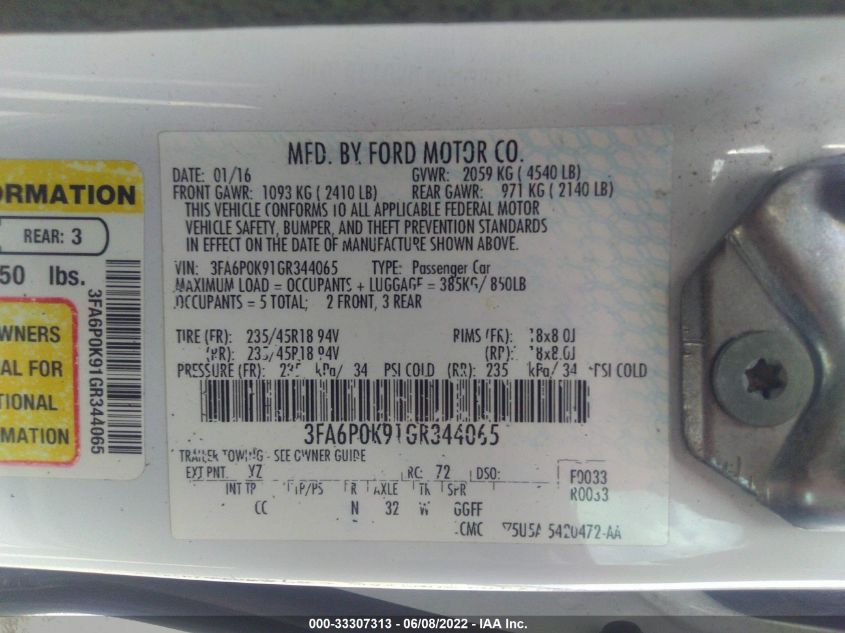 MFD. BY FORD MOTOR CO.
DATE: 01/16 GVWR: 2059 KG ( 4540 LB)
FRONT GAWR: 1093 KG ( 2410 LB) REAR GAWR: 971 KG ( 2140 LB)
THIS VEHICLE CONFORMS TO ALL APPLICABLE FEDERAL MOTOR
VEHICLE SAFETY, BUMPER, AND THEFT PREVENTION STANDARDS
IN EFFECT ON THE DATE OF MANUFACTURE SHOWN ABOVE.
VIN: 3FA6P0K91GR344065 TYPE: Passenger Car
MAXIMUM LOAD = OCCUPANTS + LUGGAGE = 385KG/ 850LB
OCCUPANTS = 5 TOTAL; 2 FRONT, 3 REAR
TIRE (FR): 235/45R18 94V RIMS (FR): 18x8.0J
(RR): 235/45R18 94V (RR): 18x8.0J
PRESSURE (FR): 235 kPa/ 34 PSI COLD (RR): 235 kPa/ 34 PSI COLD
3FA6P0K91GR344065
TRAILER TOWING - SEE OWNER GUIDE
EXT PNT: YZ RC: 72 DSO: F0033
R0033
INT TR TP/PS R AXLE TR SPR
CC N 32 W GGFF
CMC 5420472-AA
ORMATION
REAR: 3
50 lbs.
WNERS
AL FOR
TIONAL
RMATION
3FA6P0K91GR344065
000-33307313 - 06/08/2022 - IAA Inc.